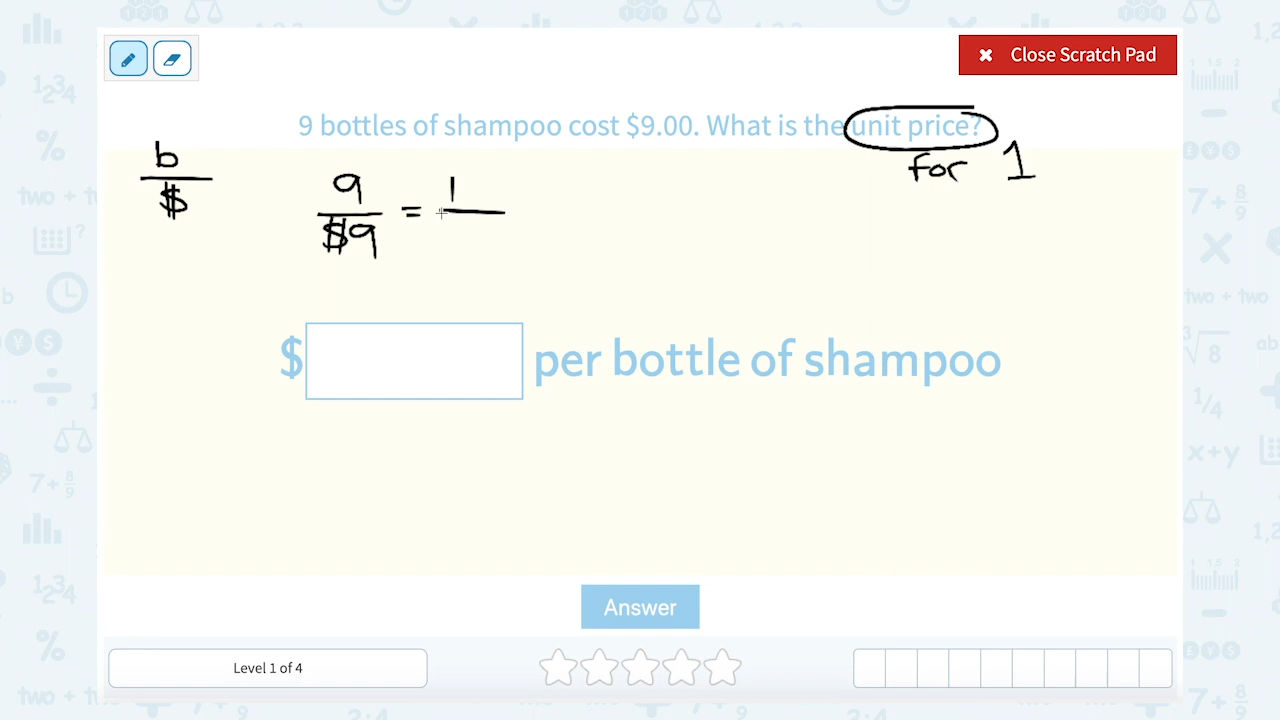 ✖ Close Scratch Pad
9 bottles of shampoo cost $9.00. What is the unit price?
for 1
b
$
9
$9
=
1
$ per bottle of shampoo
Answer
Level 1 of 4